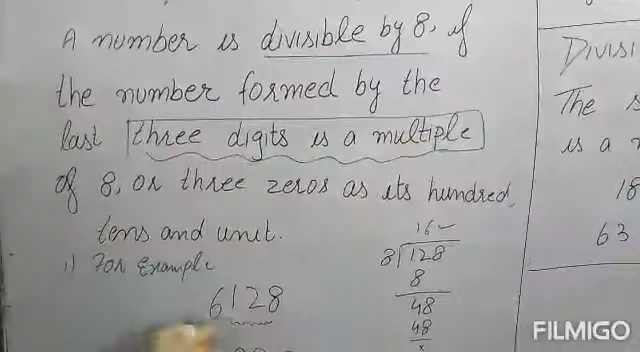 A number is divisible by 8, if
the number formed by the
last three digits is a multiple
of 8, or three zeros as its hundred,
tens and unit.
1) For Example
6128
16
8 128
8
48
48
x
Divisi
The s
is a
18
63
FILMIGO